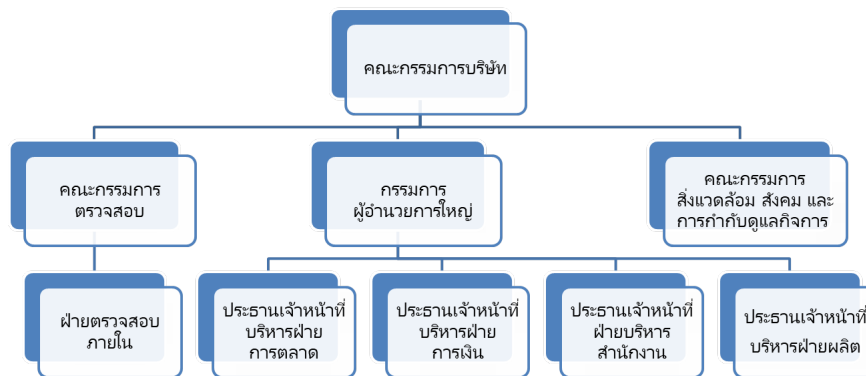 คณะกรรมการบริษัท
คณะกรรมการ
ตรวจสอบ
กรรมการ
ผู้อำนวยการใหญ่
คณะกรรมการ
สิ่งแวดล้อม สังคม และ
การกำกับดูแลกิจการ
ฝ่ายตรวจสอบ
ภายใน
ประธานเจ้าหน้าที่
บริหารฝ่าย
การตลาด
ประธานเจ้าหน้าที่
บริหารฝ่าย
การเงิน
ประธานเจ้าหน้าที่
ฝ่ายบริหาร
สำนักงาน
ประธานเจ้าหน้าที่
บริหารฝ่ายผลิต